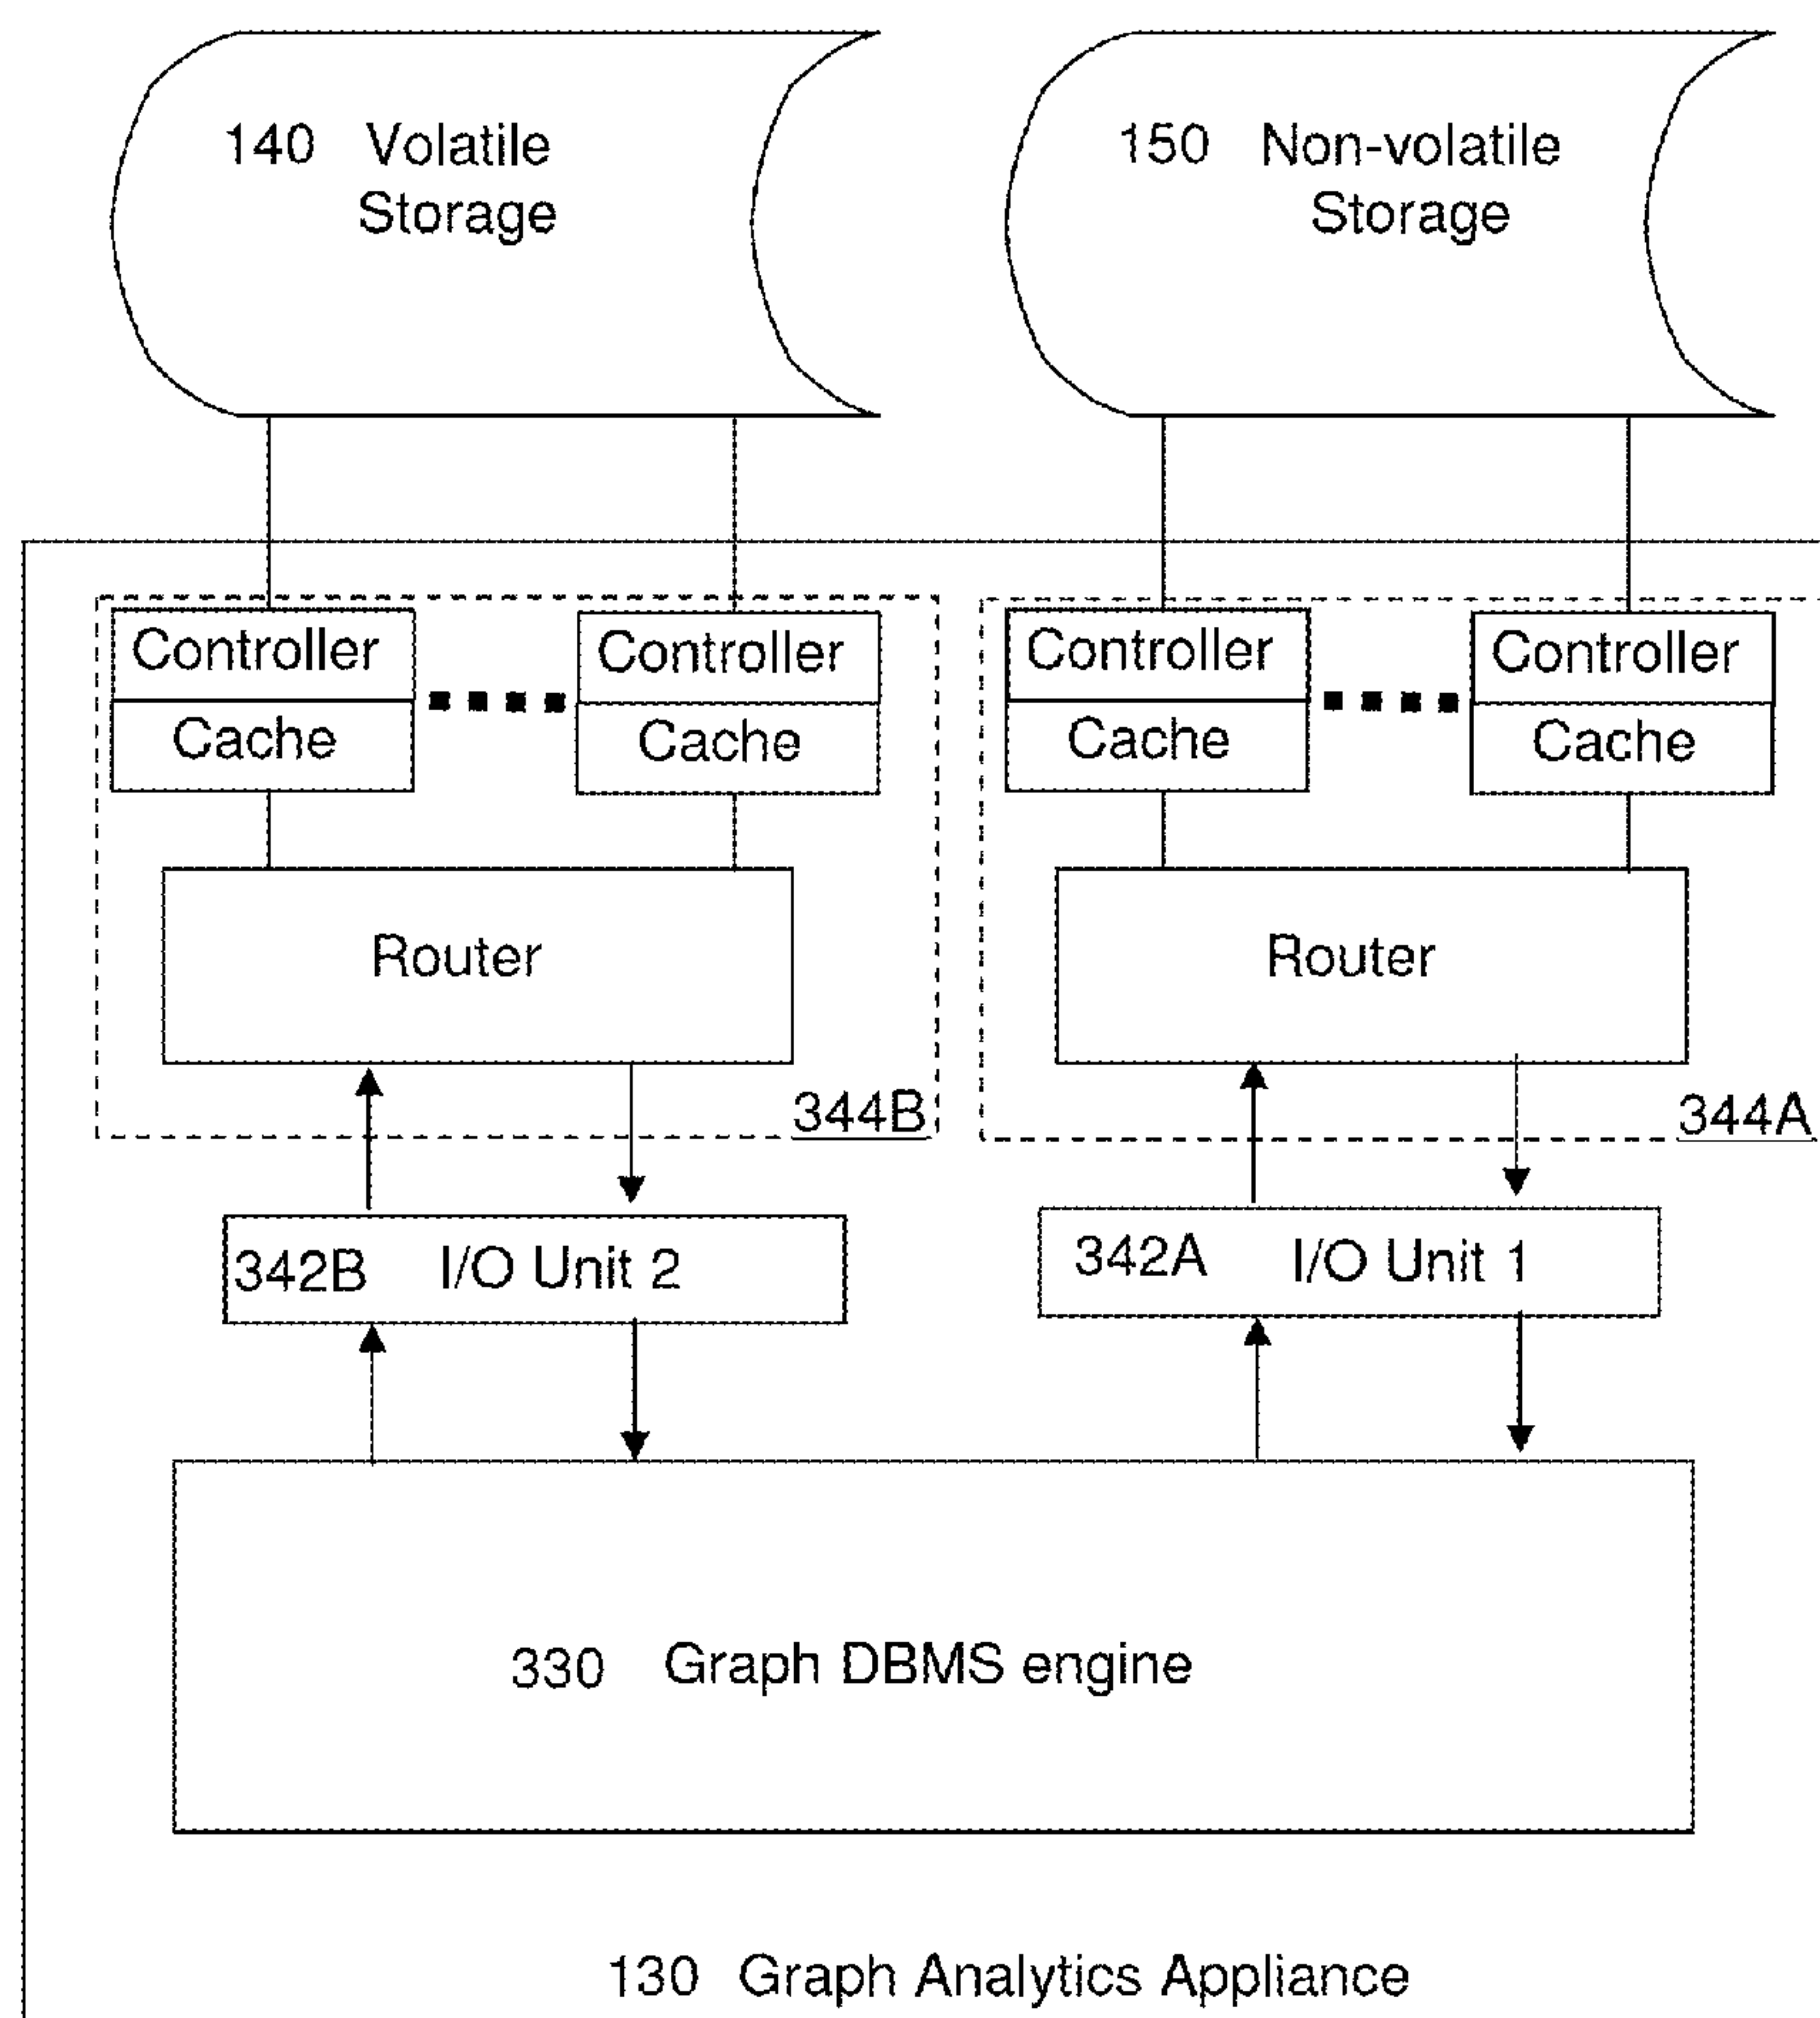 140 Volatile
Storage
150 Non-volatile
Storage
Controller
Cache
Controller
Cache
Controller
Cache
Controller
Cache
Router
Router
344B
344A
342B I/O Unit 2
342A I/O Unit 1
330 Graph DBMS engine
130 Graph Analytics Appliance